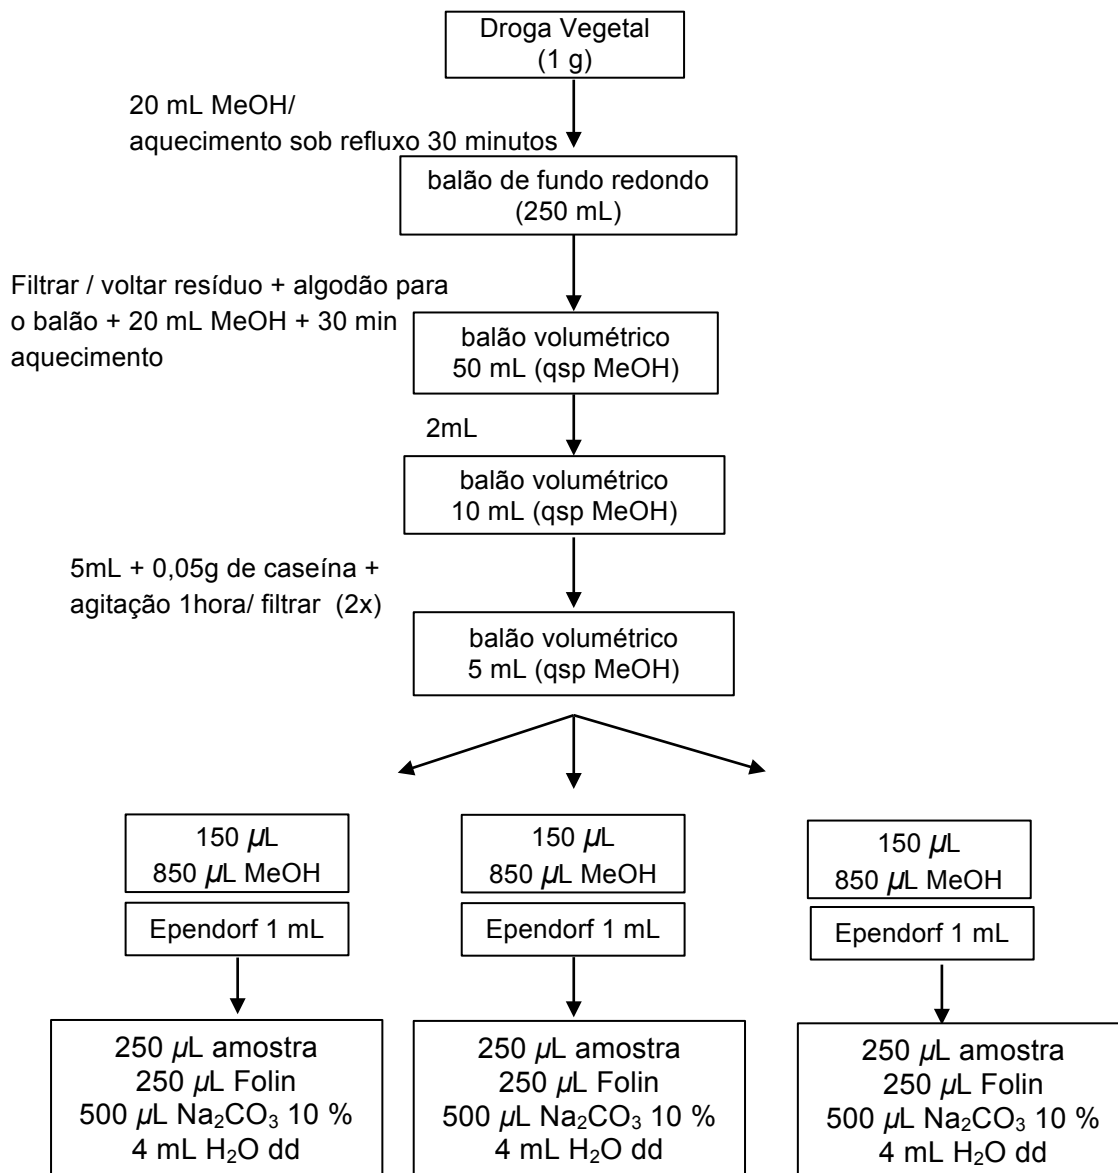 Droga Vegetal
(1 g)
20 mL MeOH/
aquecimento sob refluxo 30 minutos
balão de fundo redondo
(250 mL)
Filtrar / voltar resíduo + algodão para
o balão + 20 mL MeOH + 30 min
aquecimento
balão volumétrico
50 mL (qsp MeOH)
2mL
balão volumétrico
10 mL (qsp MeOH)
5mL + 0,05g de caseína +
agitação 1hora/ filtrar (2x)
balão volumétrico
5 mL (qsp MeOH)
150 µL
850 µL MeOH
Ependorf 1 mL
250 µL amostra
250 µL Folin
500 µL Na₂CO₃ 10 %
4 mL H₂O dd
150 µL
850 µL MeOH
Ependorf 1 mL
250 µL amostra
250 µL Folin
500 µL Na₂CO₃ 10 %
4 mL H₂O dd
150 µL
850 µL MeOH
Ependorf 1 mL
250 µL amostra
250 µL Folin
500 µL Na₂CO₃ 10 %
4 mL H₂O dd